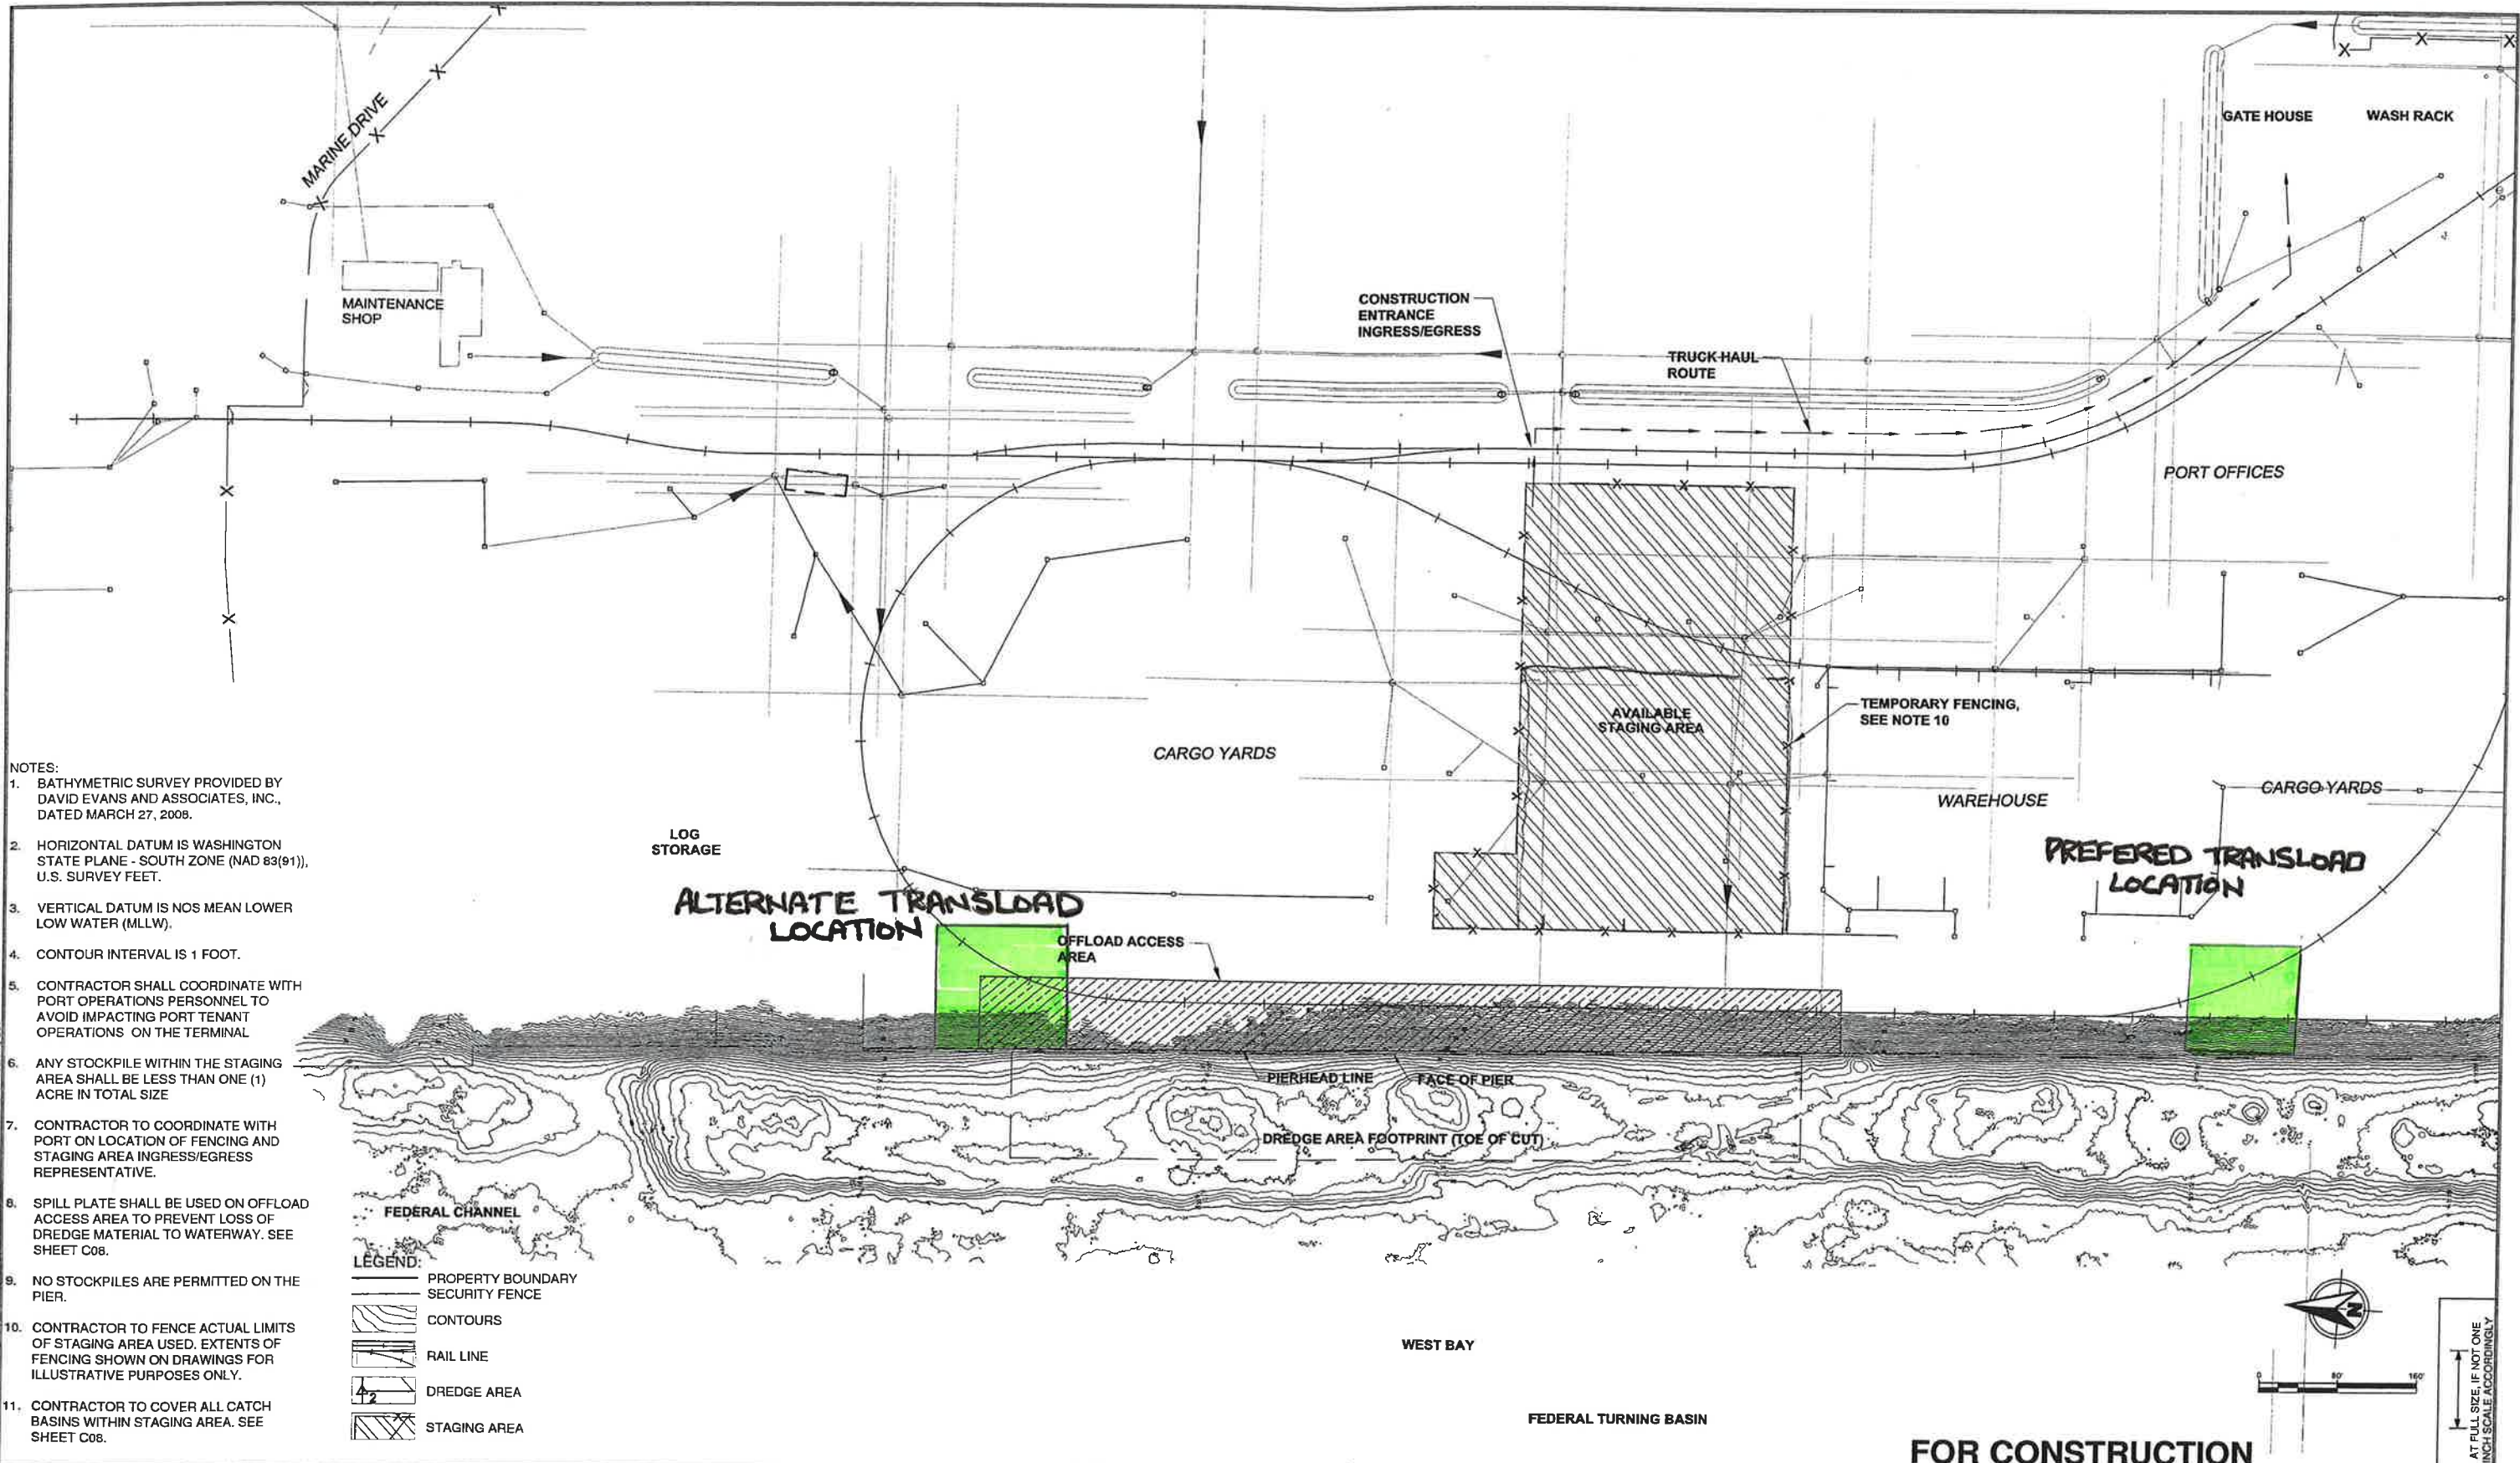 MARINE DRIVE
GATE HOUSE
WASH RACK
MAINTENANCE
SHOP
CONSTRUCTION
ENTRANCE
INGRESS/EGRESS
TRUCK HAUL
ROUTE
PORT OFFICES
AVAILABLE
STAGING AREA
TEMPORARY FENCING,
SEE NOTE 10
CARGO YARDS
WAREHOUSE
CARGO YARDS
LOG
STORAGE
PREFERED TRANSLOAD
LOCATION
ALTERNATE TRANSLOAD
LOCATION
OFFLOAD ACCESS
AREA
PIERHEAD LINE
FACE OF PIER
DREDGE AREA FOOTPRINT (TOE OF CUT)
FEDERAL CHANNEL
NOTES:
1. BATHYMETRIC SURVEY PROVIDED BY
DAVID EVANS AND ASSOCIATES, INC.,
DATED MARCH 27, 2008.
2. HORIZONTAL DATUM IS WASHINGTON
STATE PLANE - SOUTH ZONE (NAD 83(91)),
U.S. SURVEY FEET.
3. VERTICAL DATUM IS NOS MEAN LOWER
LOW WATER (MLLW).
4. CONTOUR INTERVAL IS 1 FOOT.
5. CONTRACTOR SHALL COORDINATE WITH
PORT OPERATIONS PERSONNEL TO
AVOID IMPACTING PORT TENANT
OPERATIONS ON THE TERMINAL
6. ANY STOCKPILE WITHIN THE STAGING
AREA SHALL BE LESS THAN ONE (1)
ACRE IN TOTAL SIZE
7. CONTRACTOR TO COORDINATE WITH
PORT ON LOCATION OF FENCING AND
STAGING AREA INGRESS/EGRESS
REPRESENTATIVE.
8. SPILL PLATE SHALL BE USED ON OFFLOAD
ACCESS AREA TO PREVENT LOSS OF
DREDGE MATERIAL TO WATERWAY. SEE
SHEET C08.
9. NO STOCKPILES ARE PERMITTED ON THE
PIER.
10. CONTRACTOR TO FENCE ACTUAL LIMITS
OF STAGING AREA USED. EXTENTS OF
FENCING SHOWN ON DRAWINGS FOR
ILLUSTRATIVE PURPOSES ONLY.
11. CONTRACTOR TO COVER ALL CATCH
BASINS WITHIN STAGING AREA. SEE
SHEET C08.
LEGEND:
PROPERTY BOUNDARY
SECURITY FENCE
CONTOURS
RAIL LINE
2
DREDGE AREA
STAGING AREA
WEST BAY
FEDERAL TURNING BASIN
N
0 80' 160'
AT FULL SIZE, IF NOT ONE
INCH SCALE ACCORDINGLY
FOR CONSTRUCTION